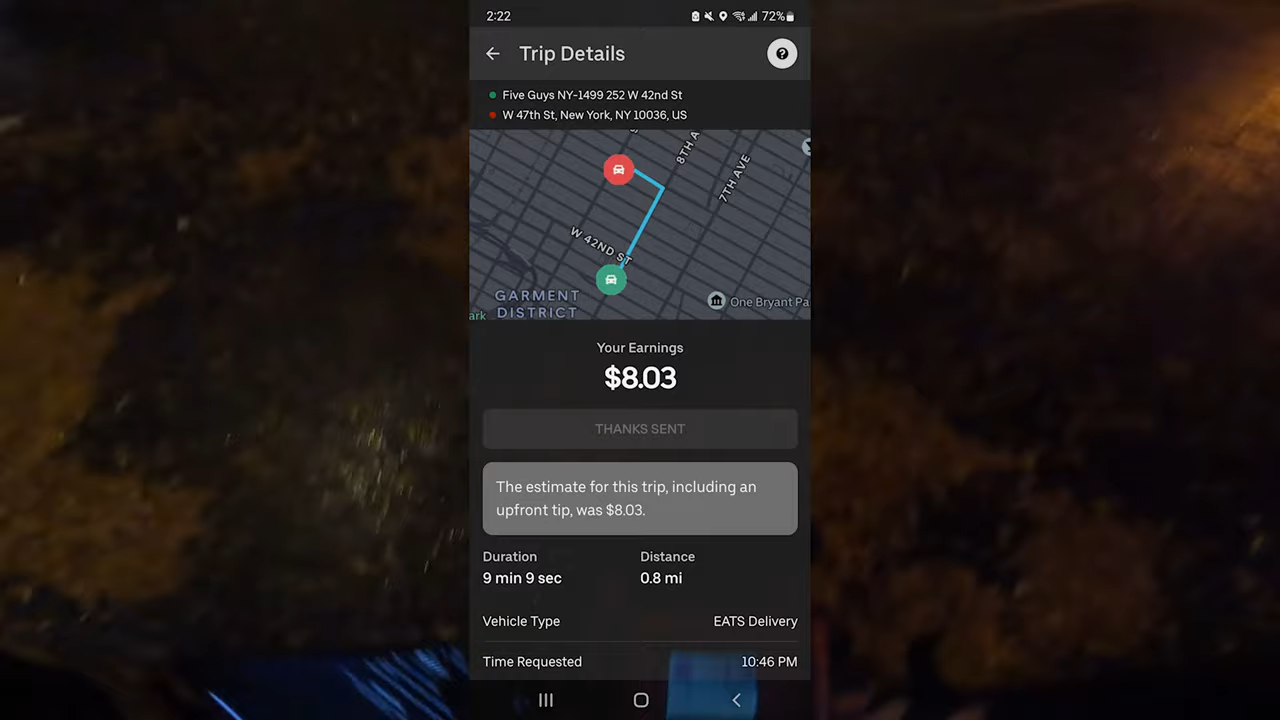 2:22
72%
Trip Details
Five Guys NY-1499 252 W 42nd St
W 47th St, New York, NY 10036, US
8TH A
7TH AVE
W 42ND ST
GARMENT
DISTRICT
One Bryant Pa
ark
Your Earnings
$8.03
THANKS SENT
The estimate for this trip, including an
upfront tip, was $8.03.
Duration
Distance
9 min 9 sec
0.8 mi
Vehicle Type
EATS Delivery
Time Requested
10:46 PM